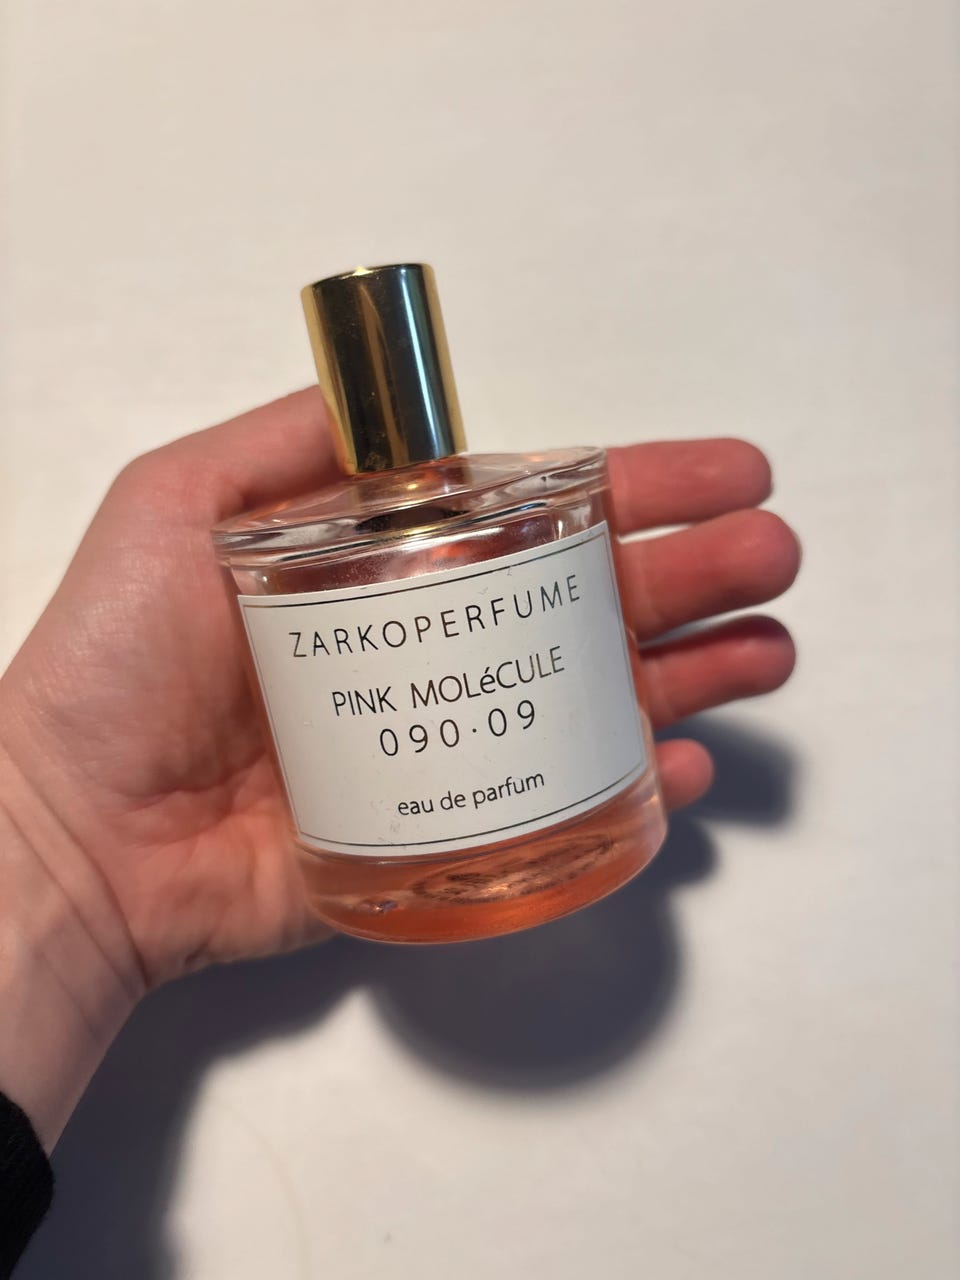 ZARKOPERFUME
PINK MOLéCULE
090·09
eau de parfum